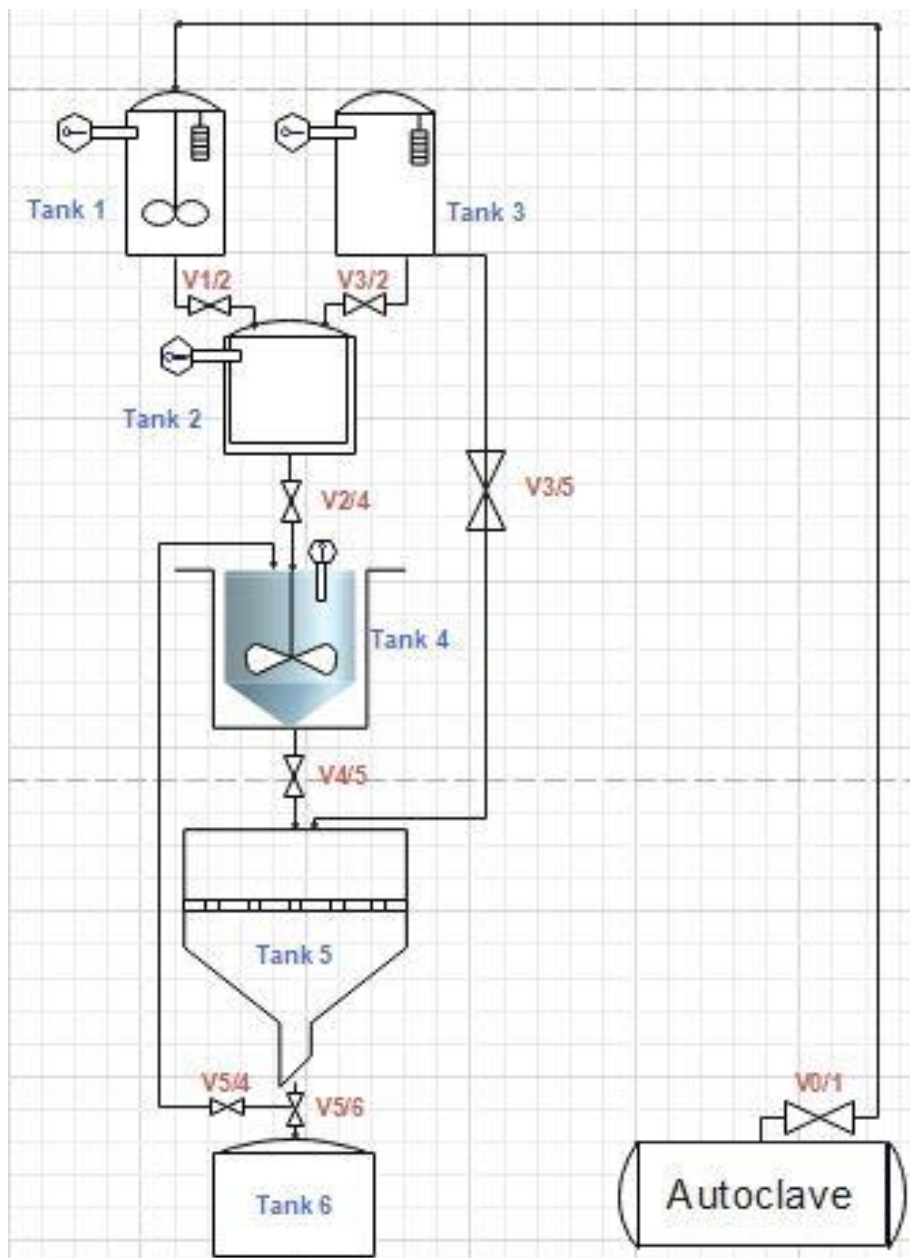 Tank 1
Tank 3
V1/2
V3/2
Tank 2
V2/4
V3/5
Tank 4
V4/5
Tank 5
V5/4
V5/6
V0/1
Tank 6
Autoclave